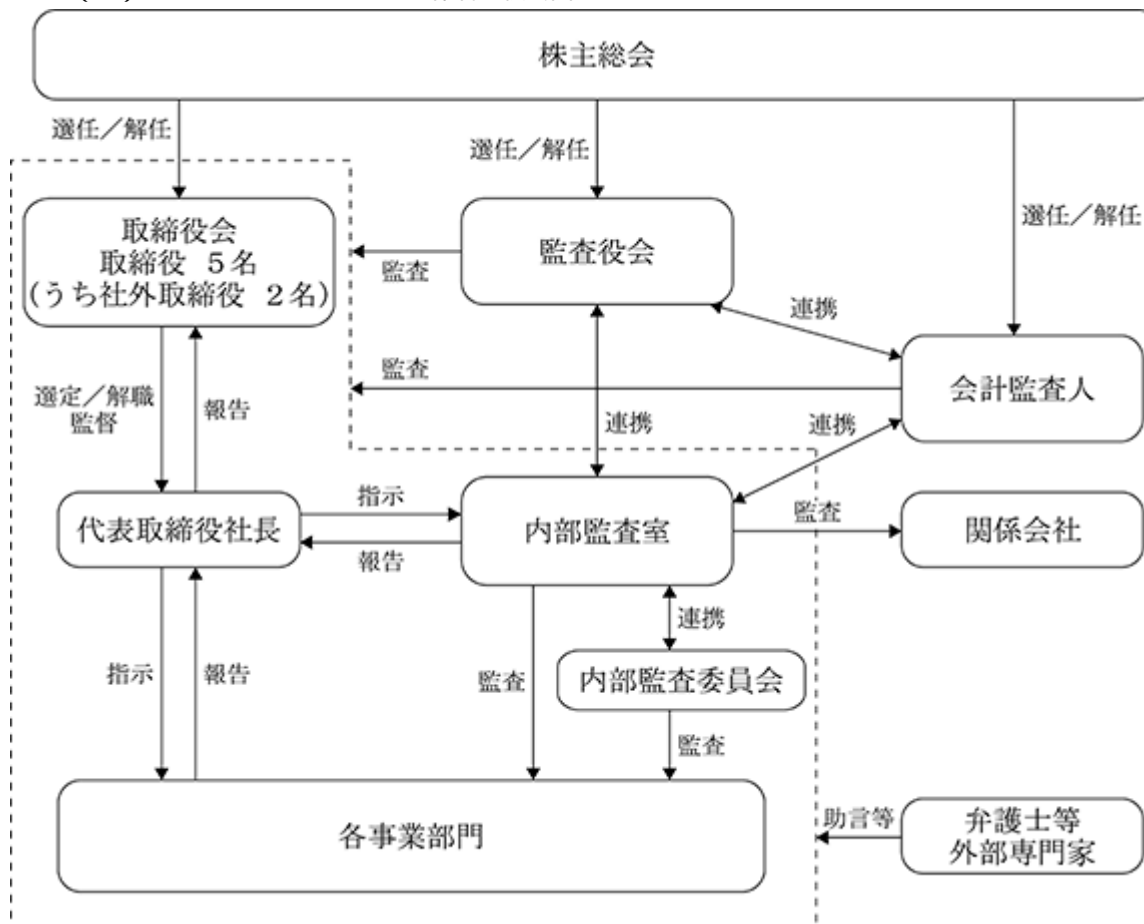 株主総会
選任／解任
選任／解任
選任／解任
取締役会
取締役 5名
(うち社外取締役 2名)
監査
監査役会
連携
監査
会計監査人
選定／解職
監督
報告
連携
連携
代表取締役社長
指示
報告
内部監査室
監査
関係会社
連携
指示
報告
監査
内部監査委員会
監査
各事業部門
助言等
弁護士等
外部専門家